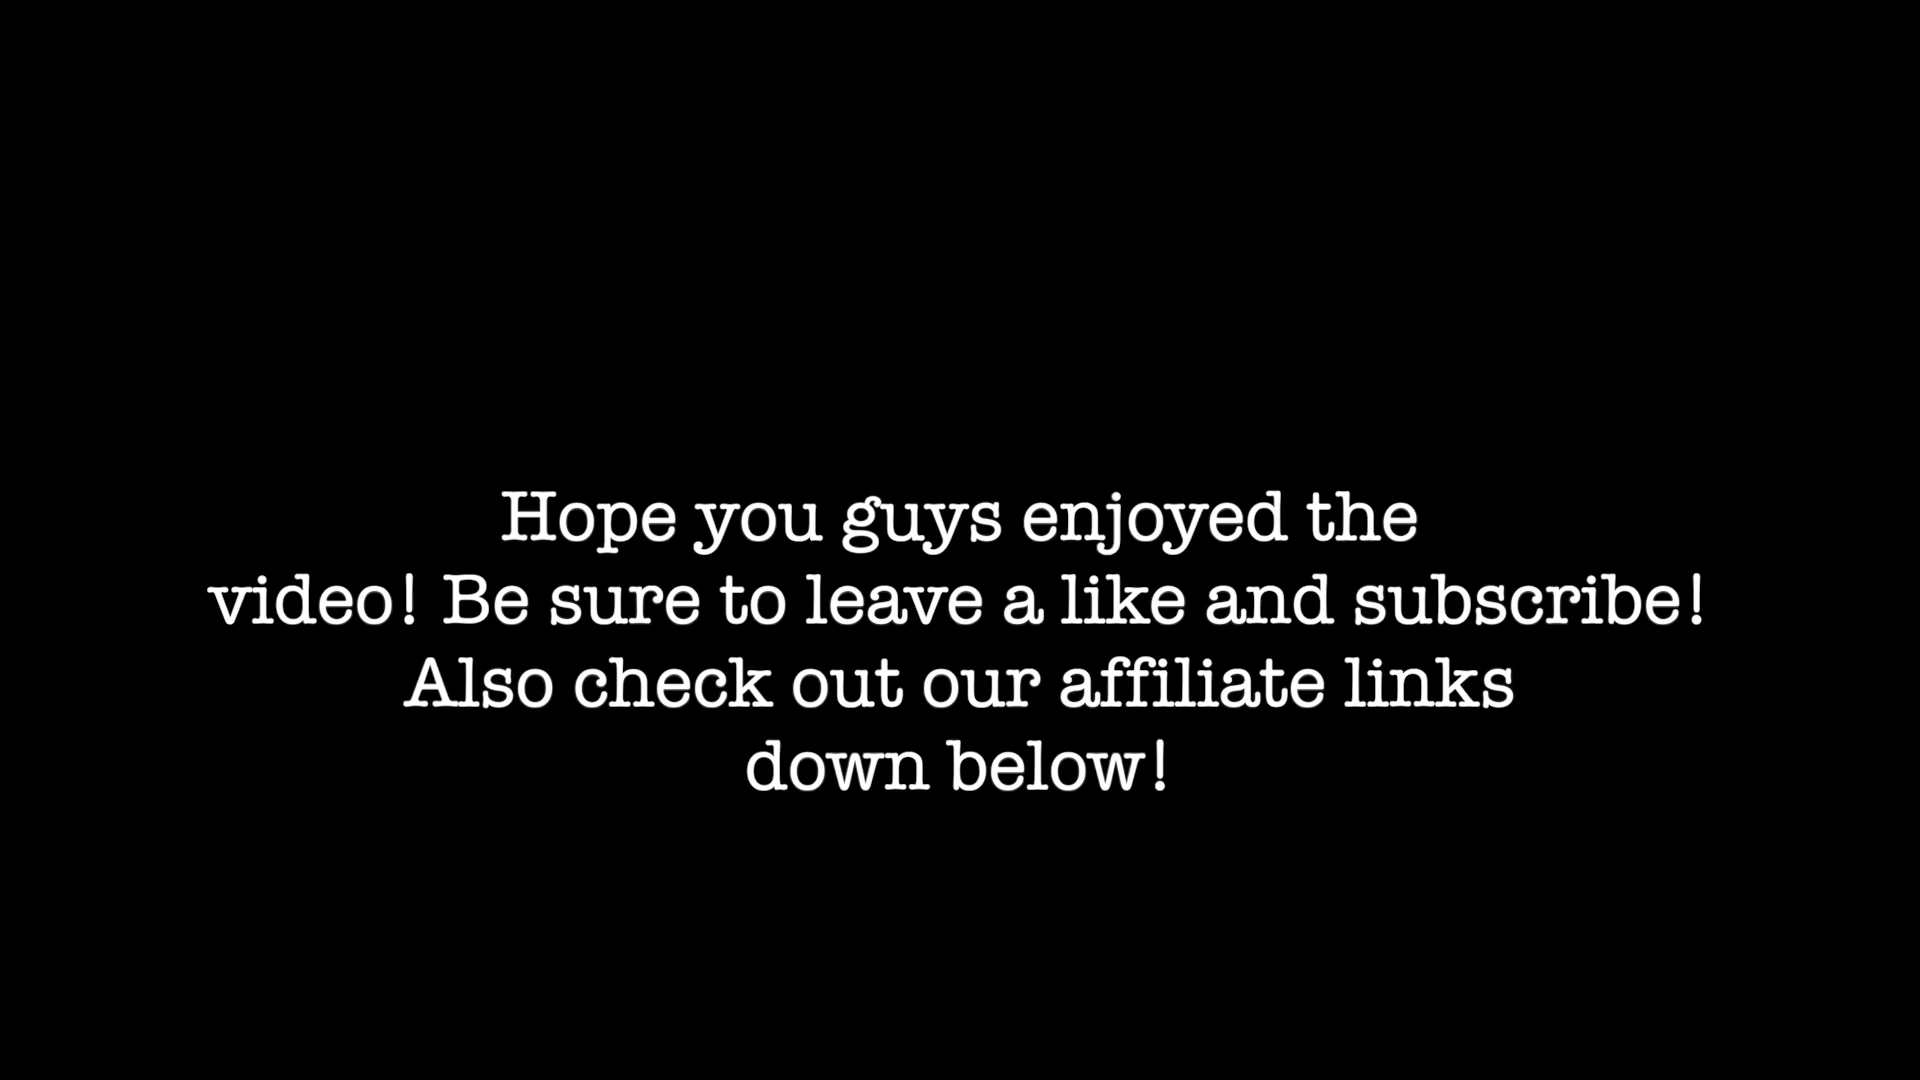 Hope you guys enjoyed the
video! Be sure to leave a like and subscribe!
Also check out our affiliate links
down below!